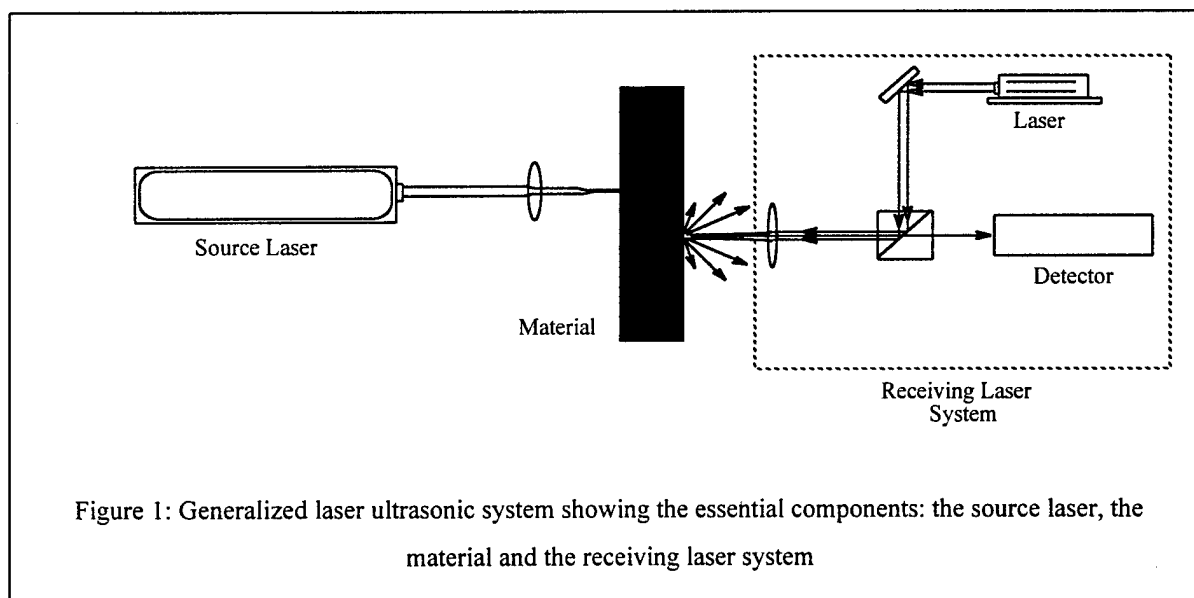 Laser
Source Laser
Detector
Material
Receiving Laser
System
Figure 1: Generalized laser ultrasonic system showing the essential components: the source laser, the
material and the receiving laser system